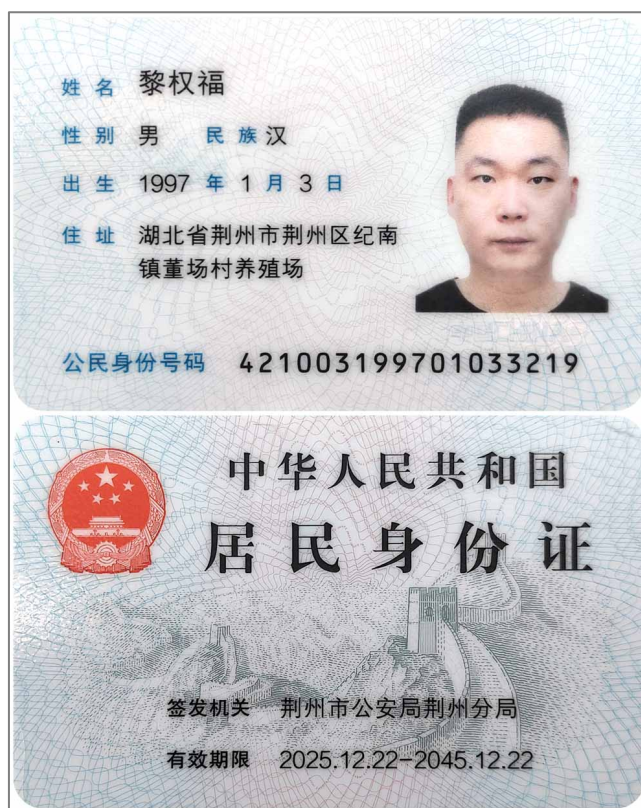 姓名 黎权福
性别 男 民族 汉
出生 1997 年 1 月 3 日
住址 湖北省荆州市荆州区纪南
镇董场村养殖场
公民身份号码 421003199701033219
中华人民共和国
居民身份证
签发机关 荆州市公安局荆州分局
有效期限 2025.12.22-2045.12.22